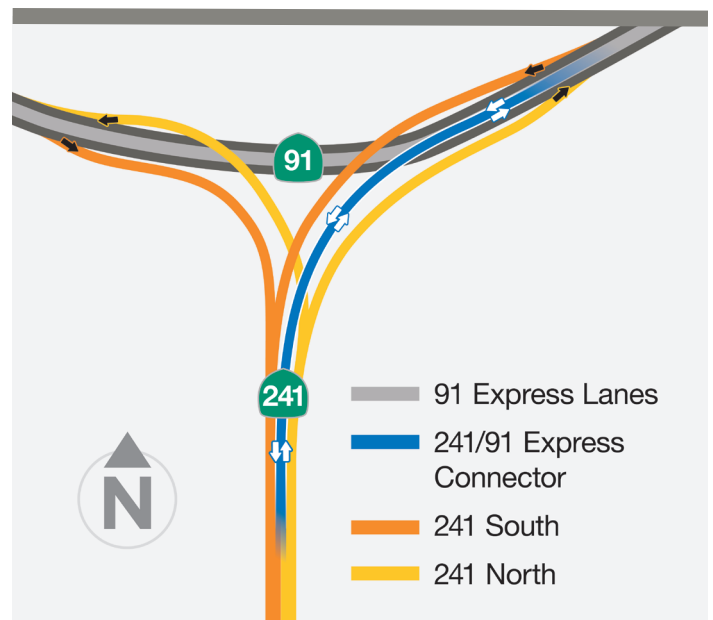 91
241
91 Express Lanes
241/91 Express
Connector
241 South
241 North
N